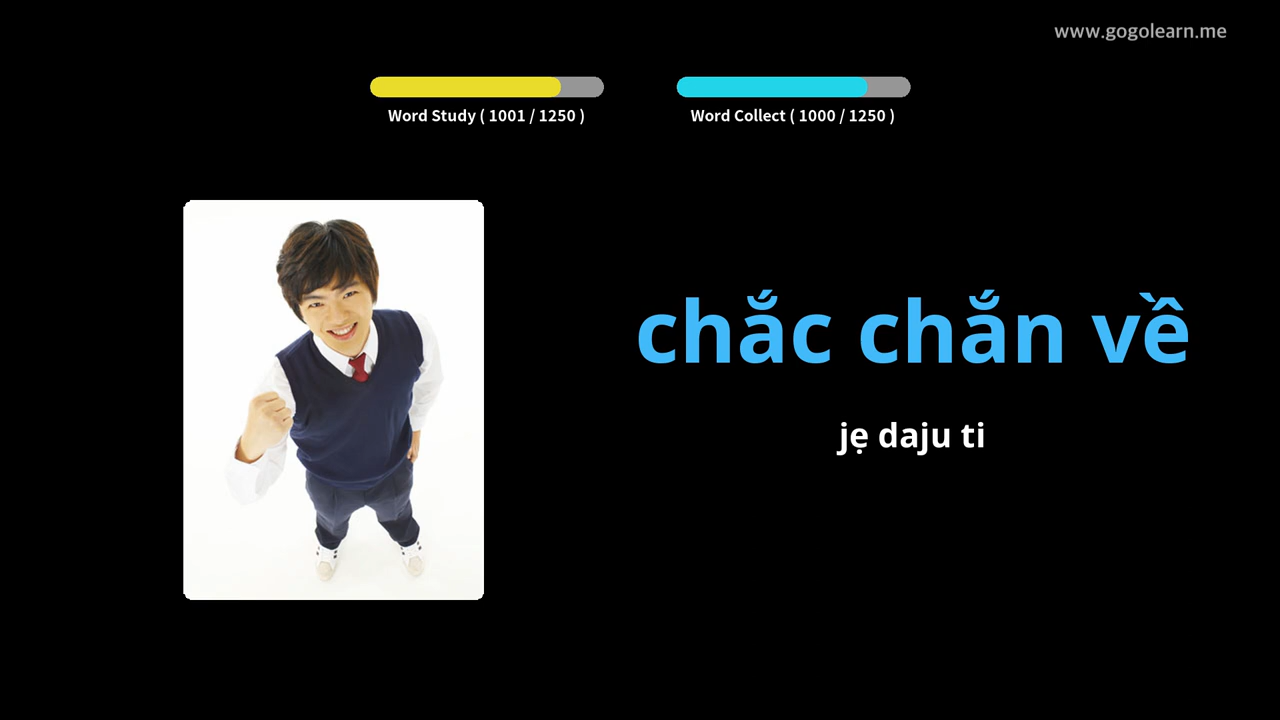 www.gogolearn.me
Word Study ( 1001 / 1250 )
Word Collect ( 1000 / 1250 )
chắc chắn về
jẹ daju ti